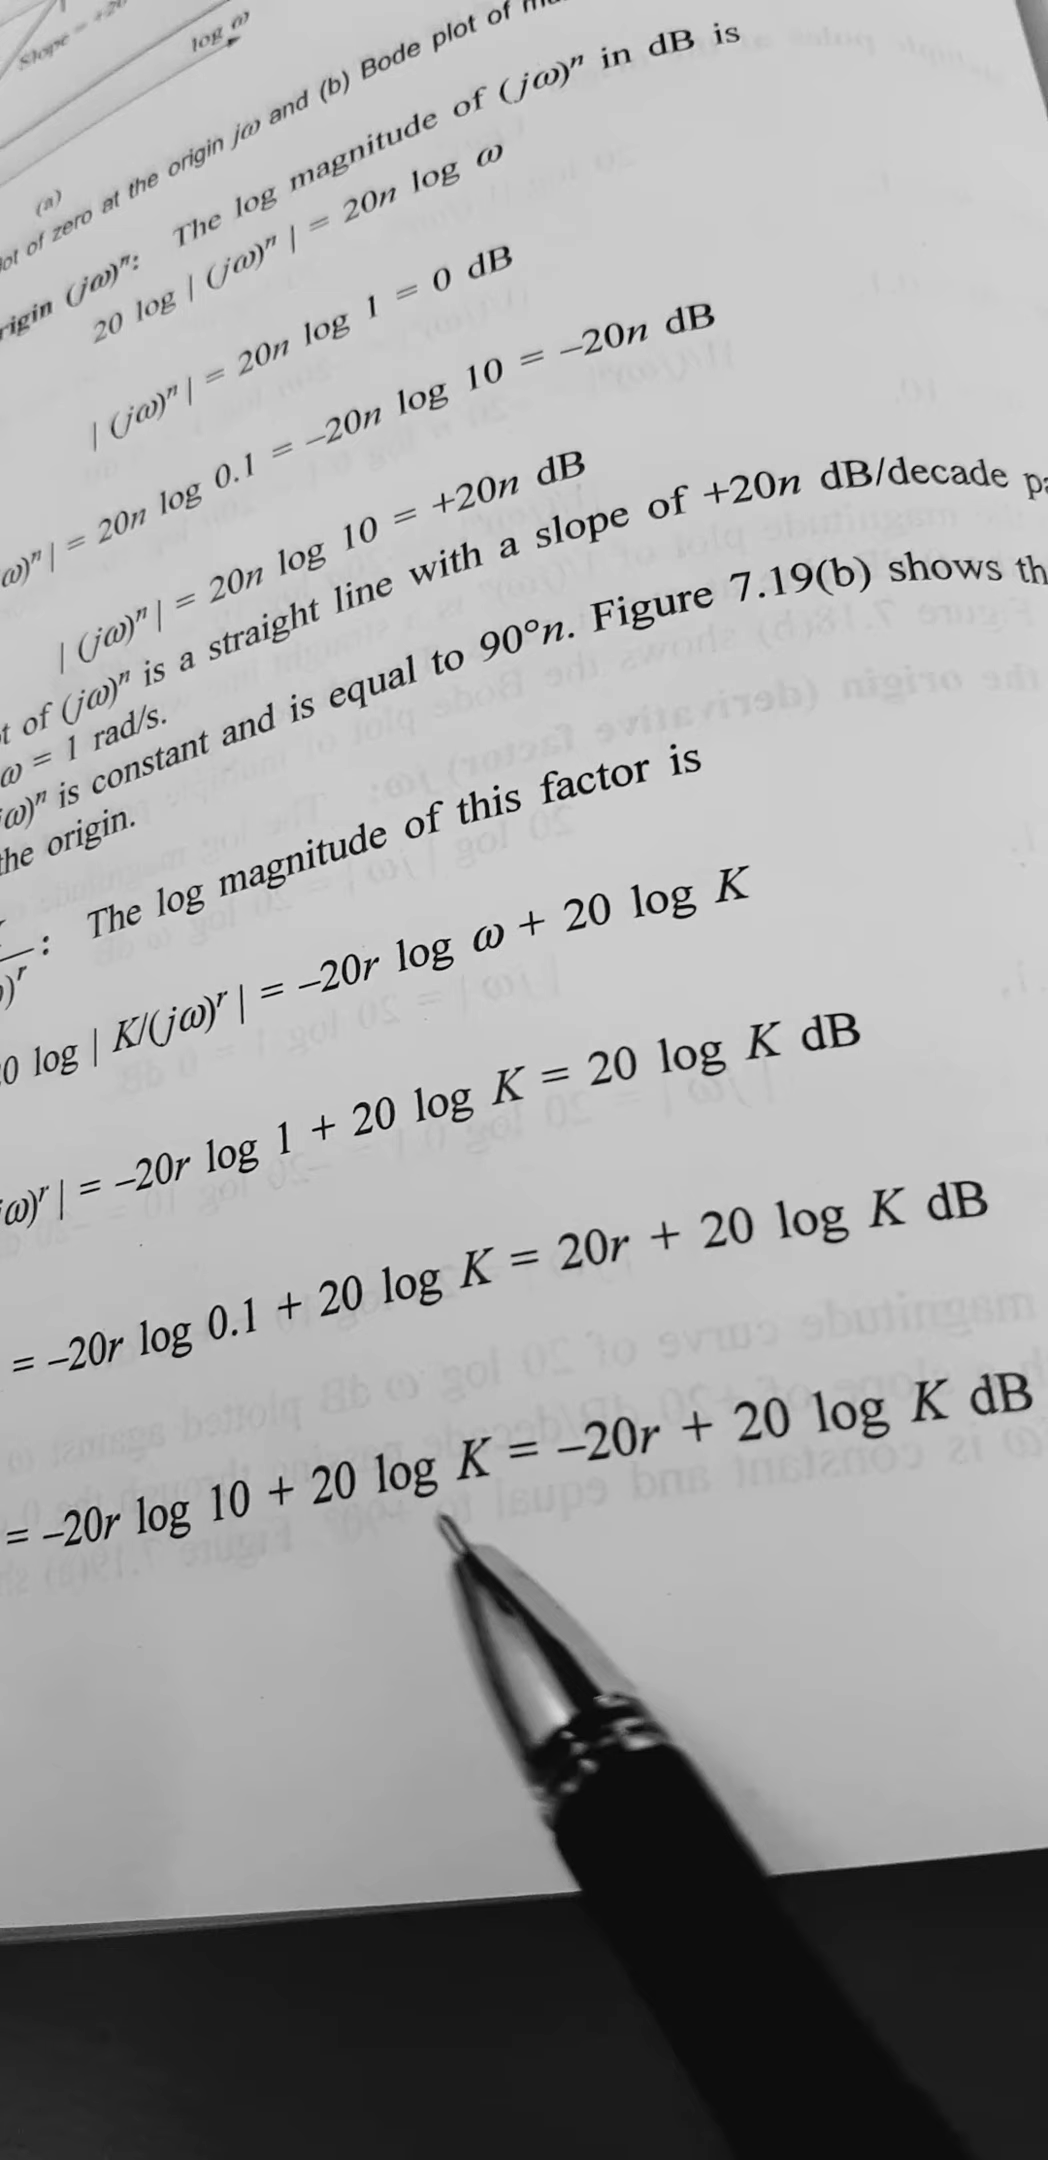 Slope = +20
log ω
(a)
ot of zero at the origin jω and (b) Bode plot of
rigin (jω)ⁿ: The log magnitude of (jω)ⁿ in dB is
20 log | (jω)ⁿ | = 20n log ω
| (jω)ⁿ | = 20n log 1 = 0 dB
ω)ⁿ | = 20n log 0.1 = –20n log 10 = –20n dB
| (jω)ⁿ | = 20n log 10 = +20n dB
t of (jω)ⁿ is a straight line with a slope of +20n dB/decade pa
ω = 1 rad/s.
jω)ⁿ is constant and is equal to 90°n. Figure 7.19(b) shows th
the origin.
)ʳ : The log magnitude of this factor is
0 log | K/(jω)ʳ | = –20r log ω + 20 log K
jω)ʳ | = –20r log 1 + 20 log K = 20 log K dB
= –20r log 0.1 + 20 log K = 20r + 20 log K dB
= –20r log 10 + 20 log K = –20r + 20 log K dB